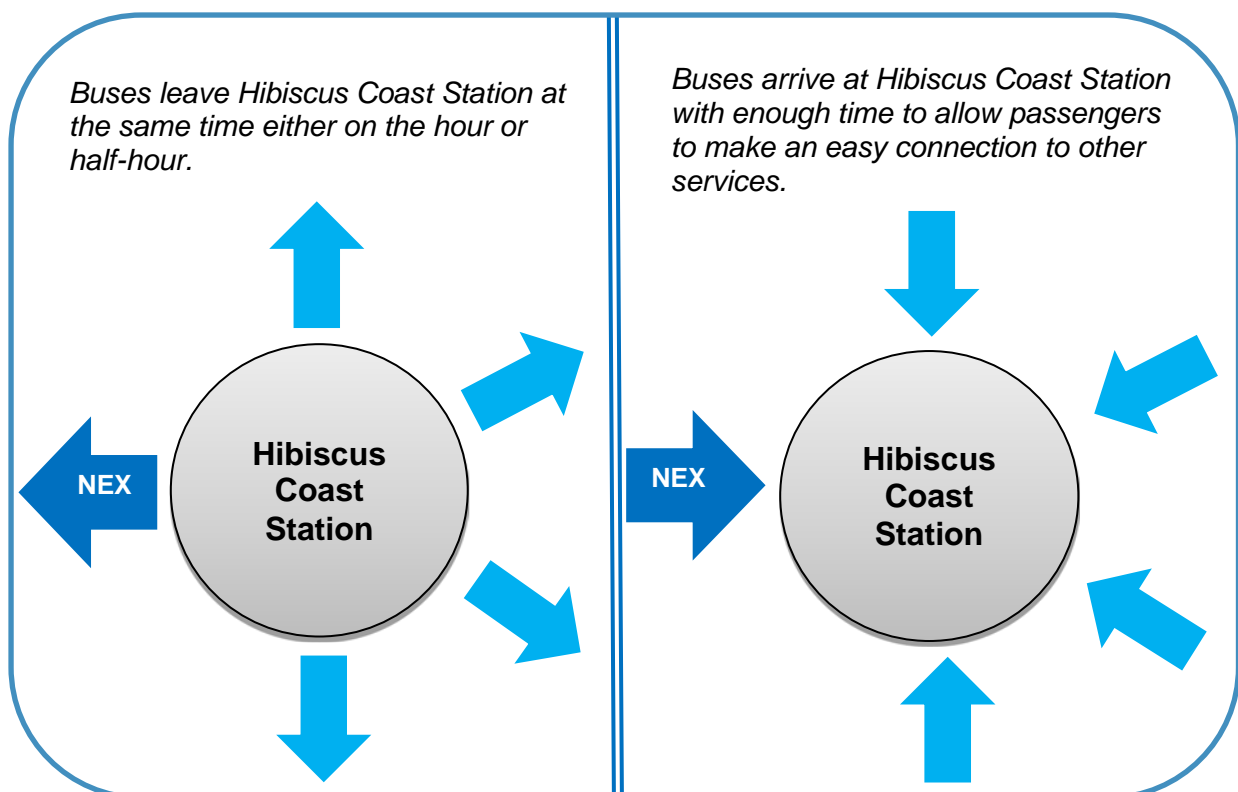 Buses leave Hibiscus Coast Station at
the same time either on the hour or
half-hour.
NEX
Hibiscus
Coast
Station
Buses arrive at Hibiscus Coast Station
with enough time to allow passengers
to make an easy connection to other
services.
NEX
Hibiscus
Coast
Station